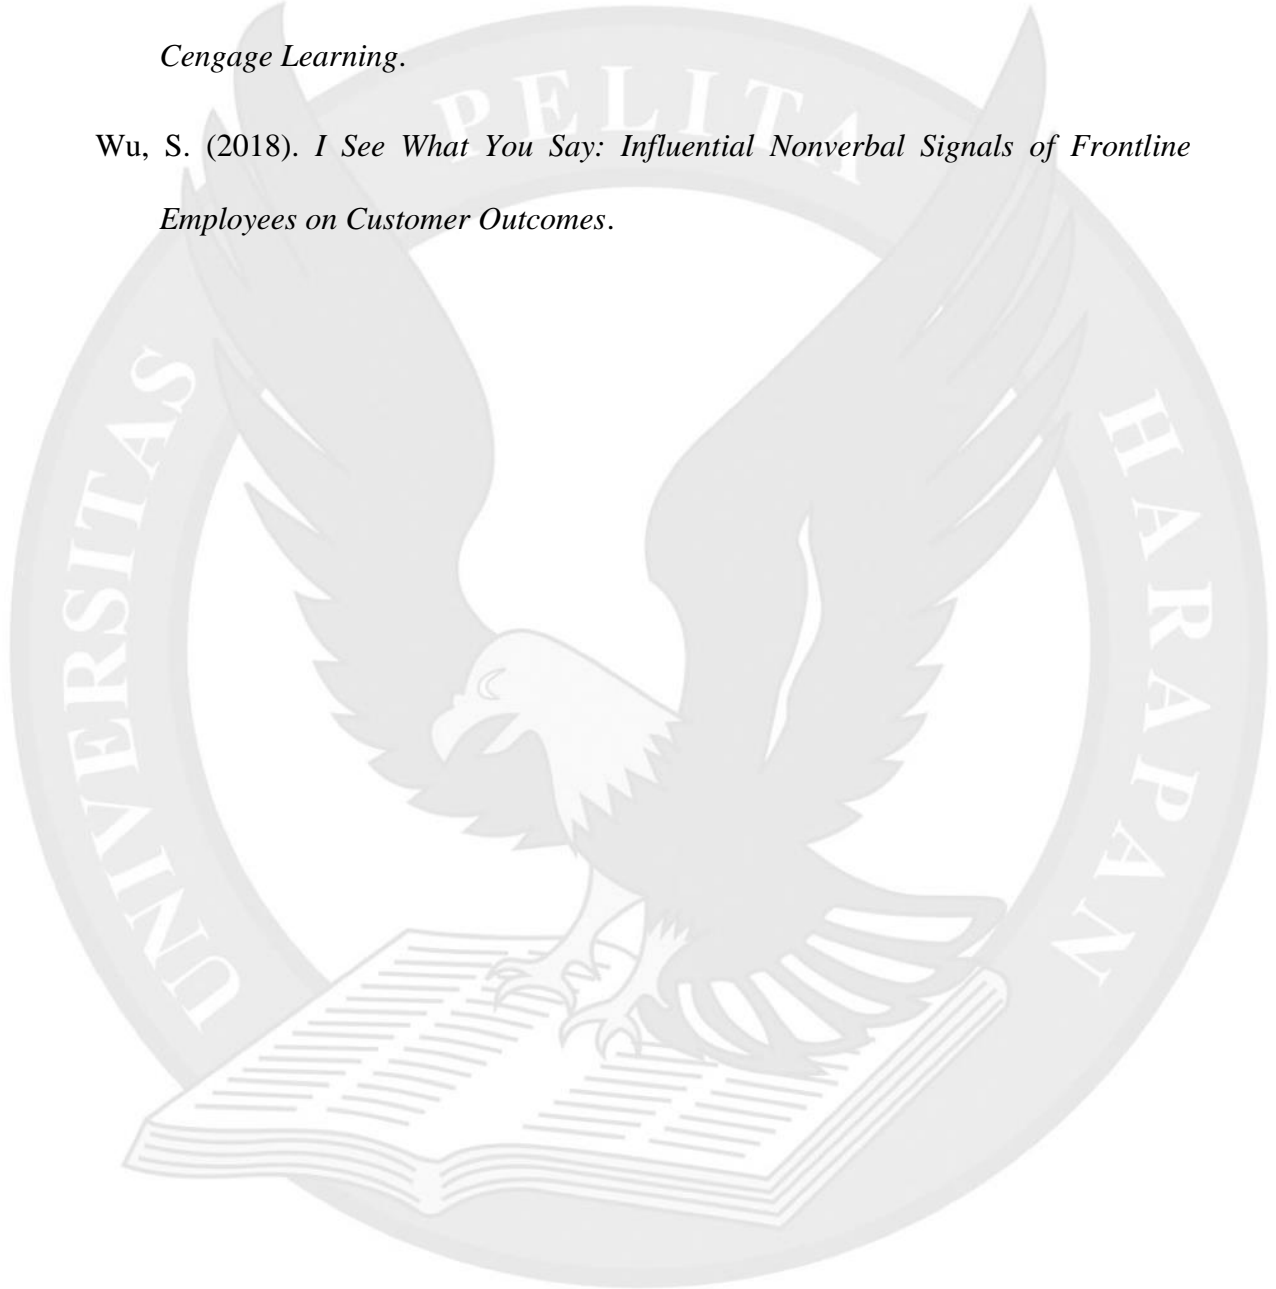 Cengage Learning.
Wu, S. (2018). I See What You Say: Influential Nonverbal Signals of Frontline
Employees on Customer Outcomes.
UNIVERSITAS PELITA HARAPAN